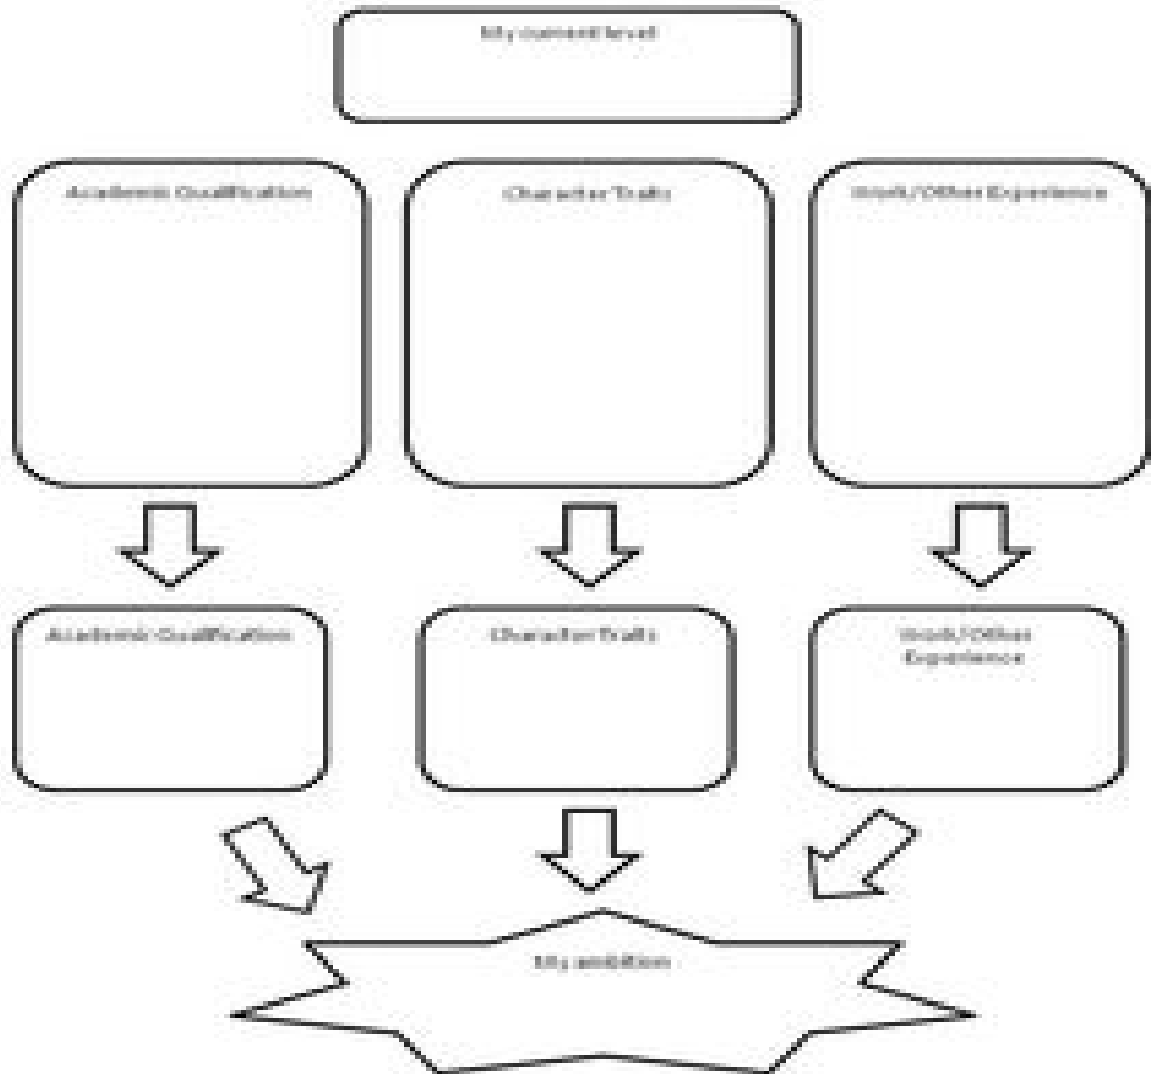 My current level
Academic Qualification
Character Traits
Work/Other Experience
Academic Qualification
Character Traits
Work/Other
Experience
My ambition